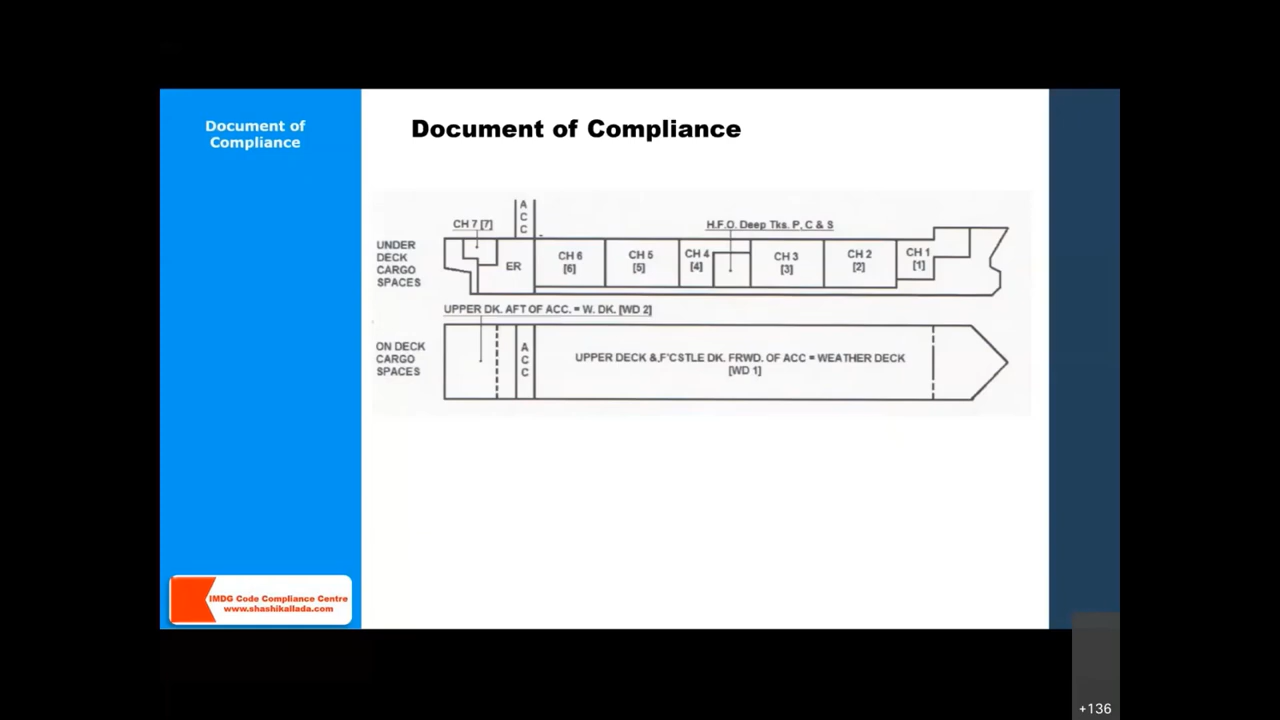 Document of
Compliance
Document of Compliance
A
C
C
CH 7 [7]
H.F.O. Deep Tks. P, C & S
UNDER
DECK
CARGO
SPACES
ER
CH 6
[6]
CH 5
[5]
CH 4
[4]
CH 3
[3]
CH 2
[2]
CH 1
[1]
UPPER DK. AFT OF ACC. = W. DK. [WD 2]
ON DECK
CARGO
SPACES
A
C
C
UPPER DECK &,F'CSTLE DK. FRWD. OF ACC = WEATHER DECK
[WD 1]
IMDG Code Compliance Centre
www.shashikallada.com
+136